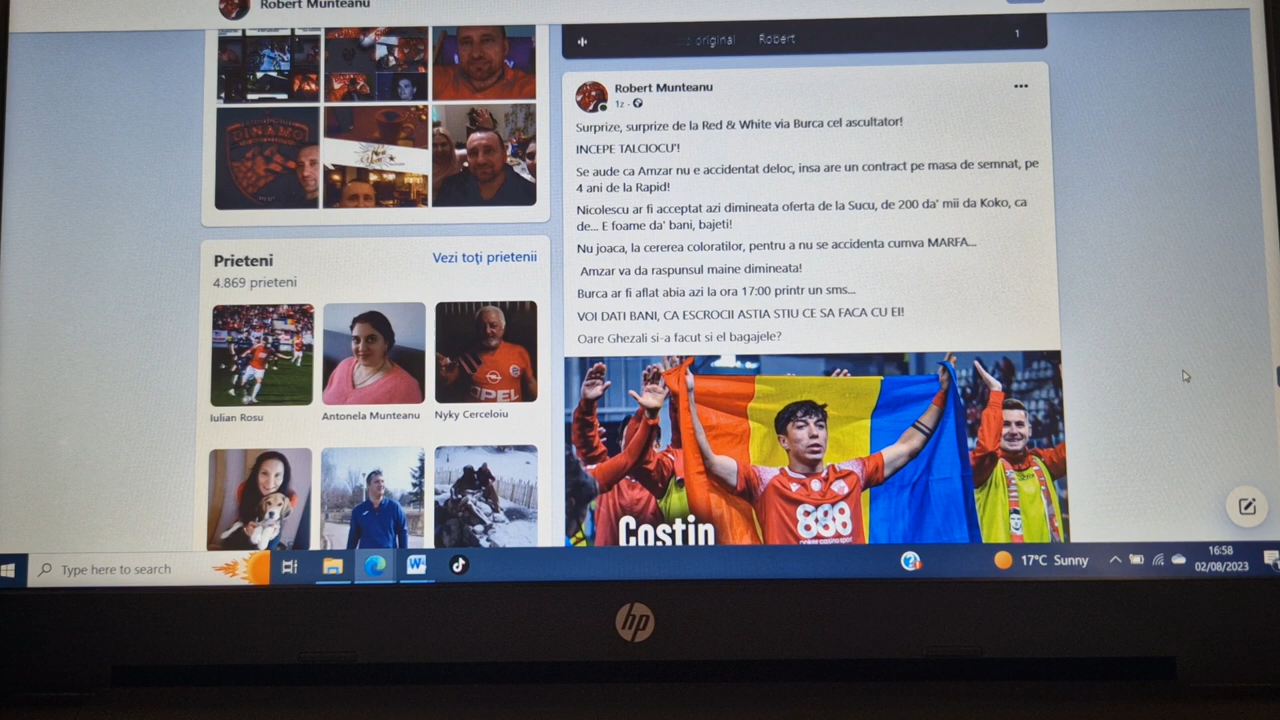 Robert Munteanu
original Robert 1
DINAMO
Prieteni
Vezi toţi prietenii
4.869 prieteni
Iulian Rosu
Antonela Munteanu
Nyky Cerceloiu
OPEL
Robert Munteanu
1z
Surprize, surprize de la Red & White via Burca cel ascultator!
INCEPE TALCIOCU'!
Se aude ca Amzar nu e accidentat deloc, insa are un contract pe masa de semnat, pe
4 ani de la Rapid!
Nicolescu ar fi acceptat azi dimineata oferta de la Sucu, de 200 da' mii da Koko, ca
de... E foame da' bani, bajeti!
Nu joaca, la cererea coloratilor, pentru a nu se accidenta cumva MARFA...
Amzar va da raspunsul maine dimineata!
Burca ar fi aflat abia azi la ora 17:00 printr un sms...
VOI DATI BANI, CA ESCROCII ASTIA STIU CE SA FACA CU EI!
Oare Ghezali si-a facut si el bagajele?
888
Costin
Type here to search
W
17°C Sunny
16:58
02/08/2023
hp